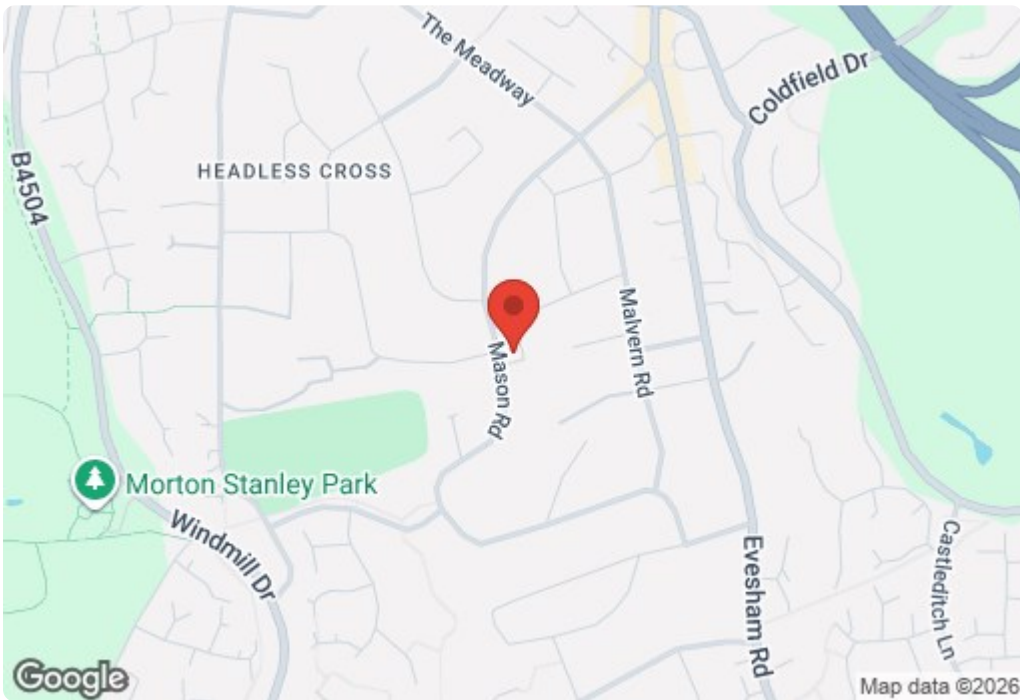 The Meadway
Coldfield Dr
HEADLESS CROSS
B4504
Malvern Rd
Mason Rd
Morton Stanley Park
Windmill Dr
Evesham Rd
Castleditch Ln
Google
Map data ©2026